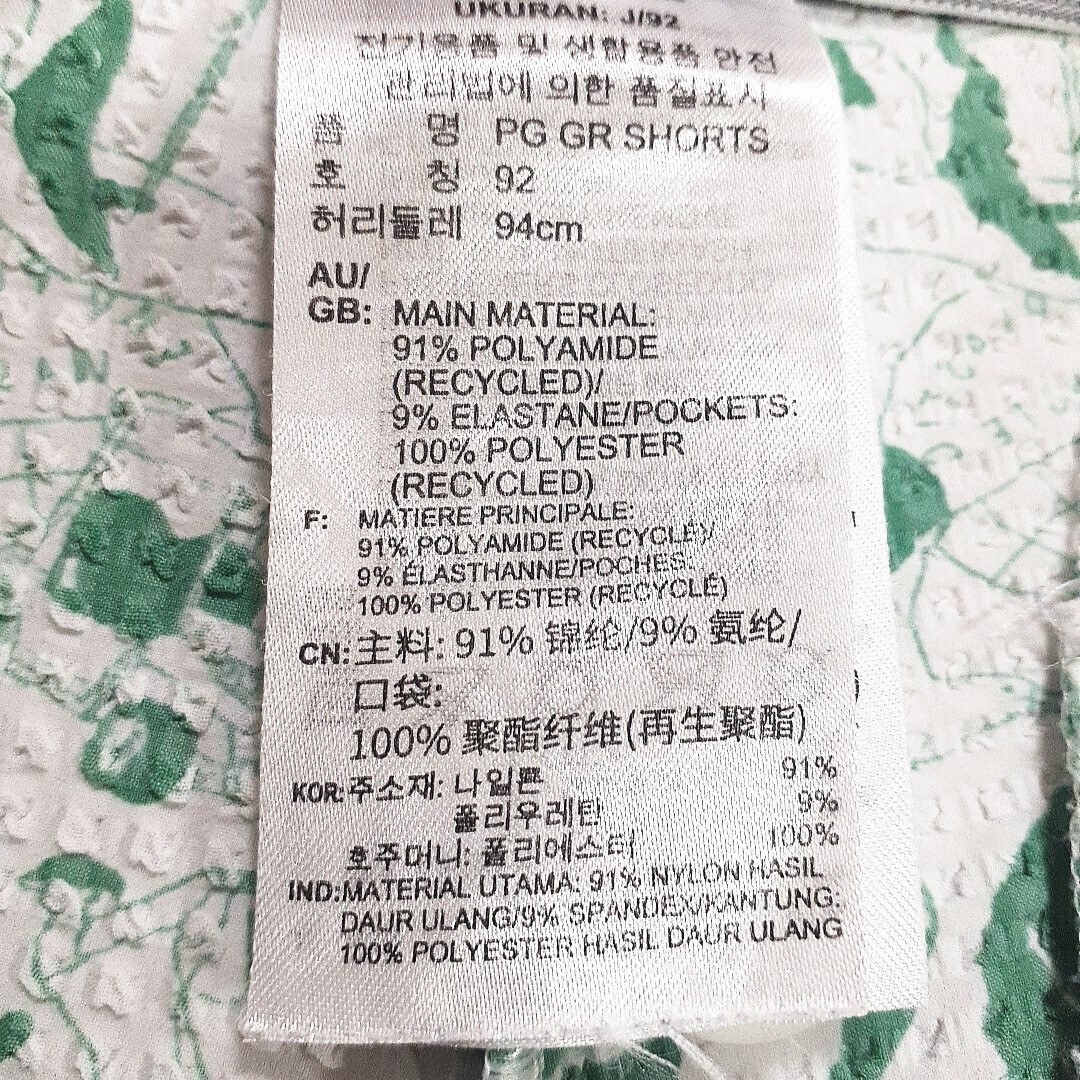 UKURAN: J/92
전기용품 및 생활용품 안전
관리법에 의한 품질표시
품 명 PG GR SHORTS
호 칭 92
허리둘레 94cm
AU/
GB: MAIN MATERIAL:
91% POLYAMIDE
(RECYCLED)/
9% ELASTANE/POCKETS:
100% POLYESTER
(RECYCLED)
F: MATIERE PRINCIPALE:
91% POLYAMIDE (RECYCLÉ)/
9% ÉLASTHANNE/POCHES:
100% POLYESTER (RECYCLÉ)
CN: 主料: 91% 锦纶/9% 氨纶/
口袋:
100% 聚酯纤维(再生聚酯)
KOR: 주소재: 나일론 91%
폴리우레탄 9%
호주머니: 폴리에스터 100%
IND: MATERIAL UTAMA: 91% NYLON HASIL
DAUR ULANG/9% SPANDEX/KANTUNG:
100% POLYESTER HASIL DAUR ULANG